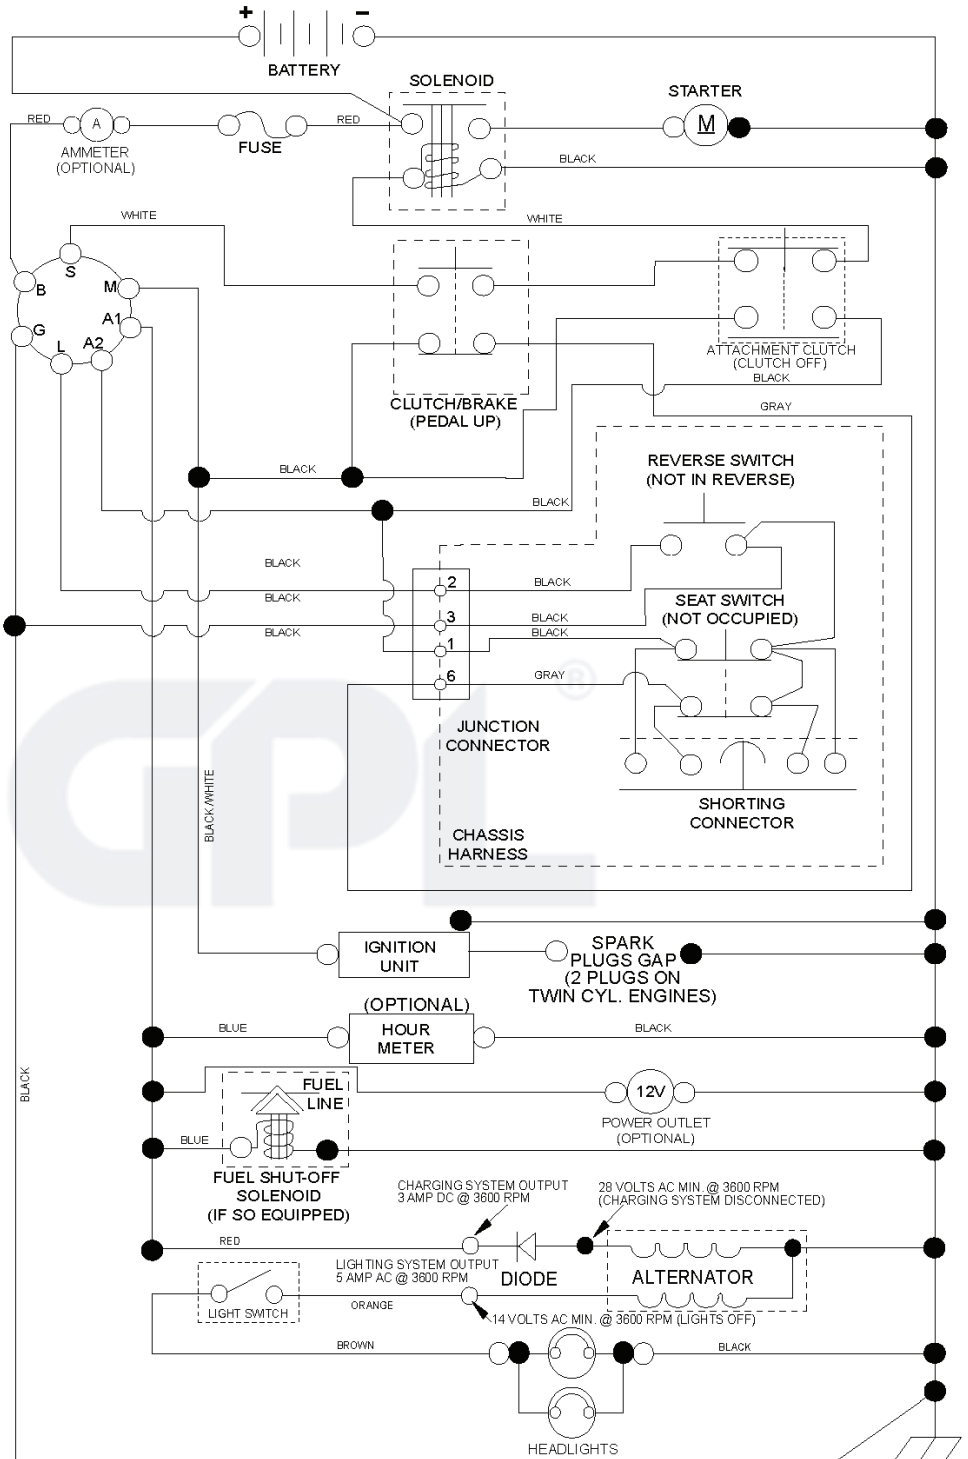 + −
BATTERY
SOLENOID
STARTER
RED
A
AMMETER
(OPTIONAL)
FUSE
RED
M
BLACK
WHITE
WHITE
S
B
M
A1
G
L
A2
ATTACHMENT CLUTCH
(CLUTCH OFF)
BLACK
CLUTCH/BRAKE
(PEDAL UP)
GRAY
BLACK
REVERSE SWITCH
(NOT IN REVERSE)
BLACK
BLACK
2
BLACK
BLACK
SEAT SWITCH
(NOT OCCUPIED)
3
BLACK
BLACK
BLACK
1
6
GRAY
GPL®
JUNCTION
CONNECTOR
BLACK/WHITE
SHORTING
CONNECTOR
CHASSIS
HARNESS
IGNITION
UNIT
SPARK
PLUGS GAP
(2 PLUGS ON
TWIN CYL. ENGINES)
(OPTIONAL)
BLUE
HOUR
METER
BLACK
BLACK
FUEL
LINE
12V
POWER OUTLET
(OPTIONAL)
BLUE
FUEL SHUT-OFF
SOLENOID
(IF SO EQUIPPED)
CHARGING SYSTEM OUTPUT
3 AMP DC @ 3600 RPM
28 VOLTS AC MIN. @ 3600 RPM
(CHARGING SYSTEM DISCONNECTED)
RED
LIGHTING SYSTEM OUTPUT
5 AMP AC @ 3600 RPM
DIODE
ALTERNATOR
LIGHT SWITCH
ORANGE
14 VOLTS AC MIN. @ 3600 RPM (LIGHTS OFF)
BROWN
BLACK
HEADLIGHTS